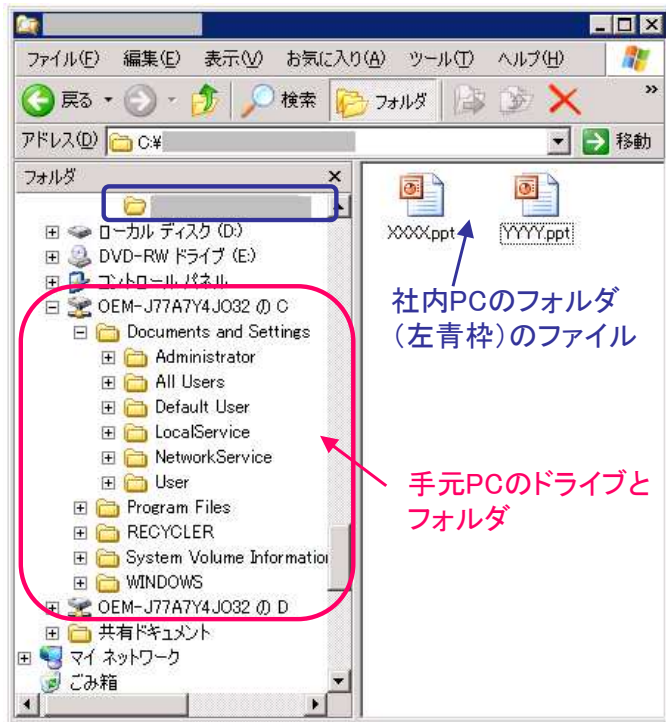 ファイル(F) 編集(E) 表示(V) お気に入り(A) ツール(T) ヘルプ(H)
戻る 検索 フォルダ »
アドレス(D) C:¥ 移動
フォルダ ×
ローカル ディスク (D:)
DVD-RW ドライブ (E:)
コントロール パネル
OEM-J77A7Y4JO32 の C
Documents and Settings
Administrator
All Users
Default User
LocalService
NetworkService
User
Program Files
RECYCLER
System Volume Information
WINDOWS
OEM-J77A7Y4JO32 の D
共有ドキュメント
マイ ネットワーク
ごみ箱
XXXX.ppt YYYY.ppt
社内PCのフォルダ
（左青枠）のファイル
手元PCのドライブと
フォルダ